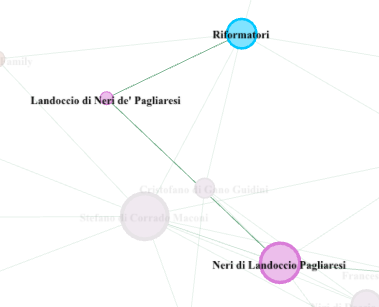 Riformatori
Family
Landoccio di Neri de' Pagliaresi
Cristofano di Gano Guidini
Stefano di Corrado Maconi
Neri di Landoccio Pagliaresi